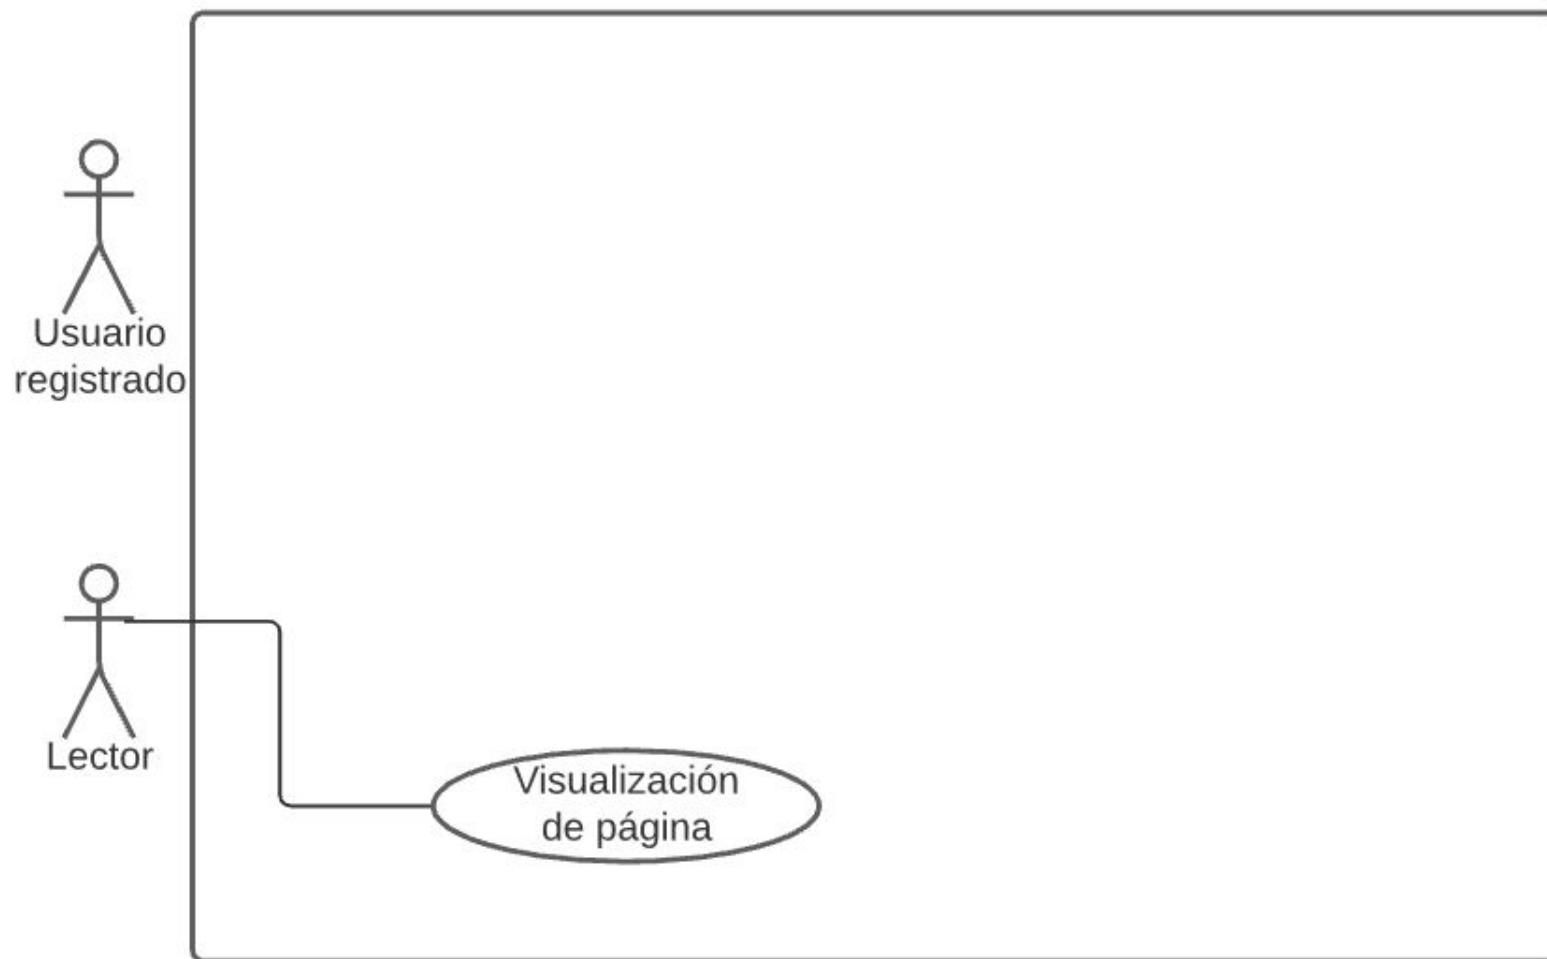 Usuario
registrado
Lector
Visualización
de página